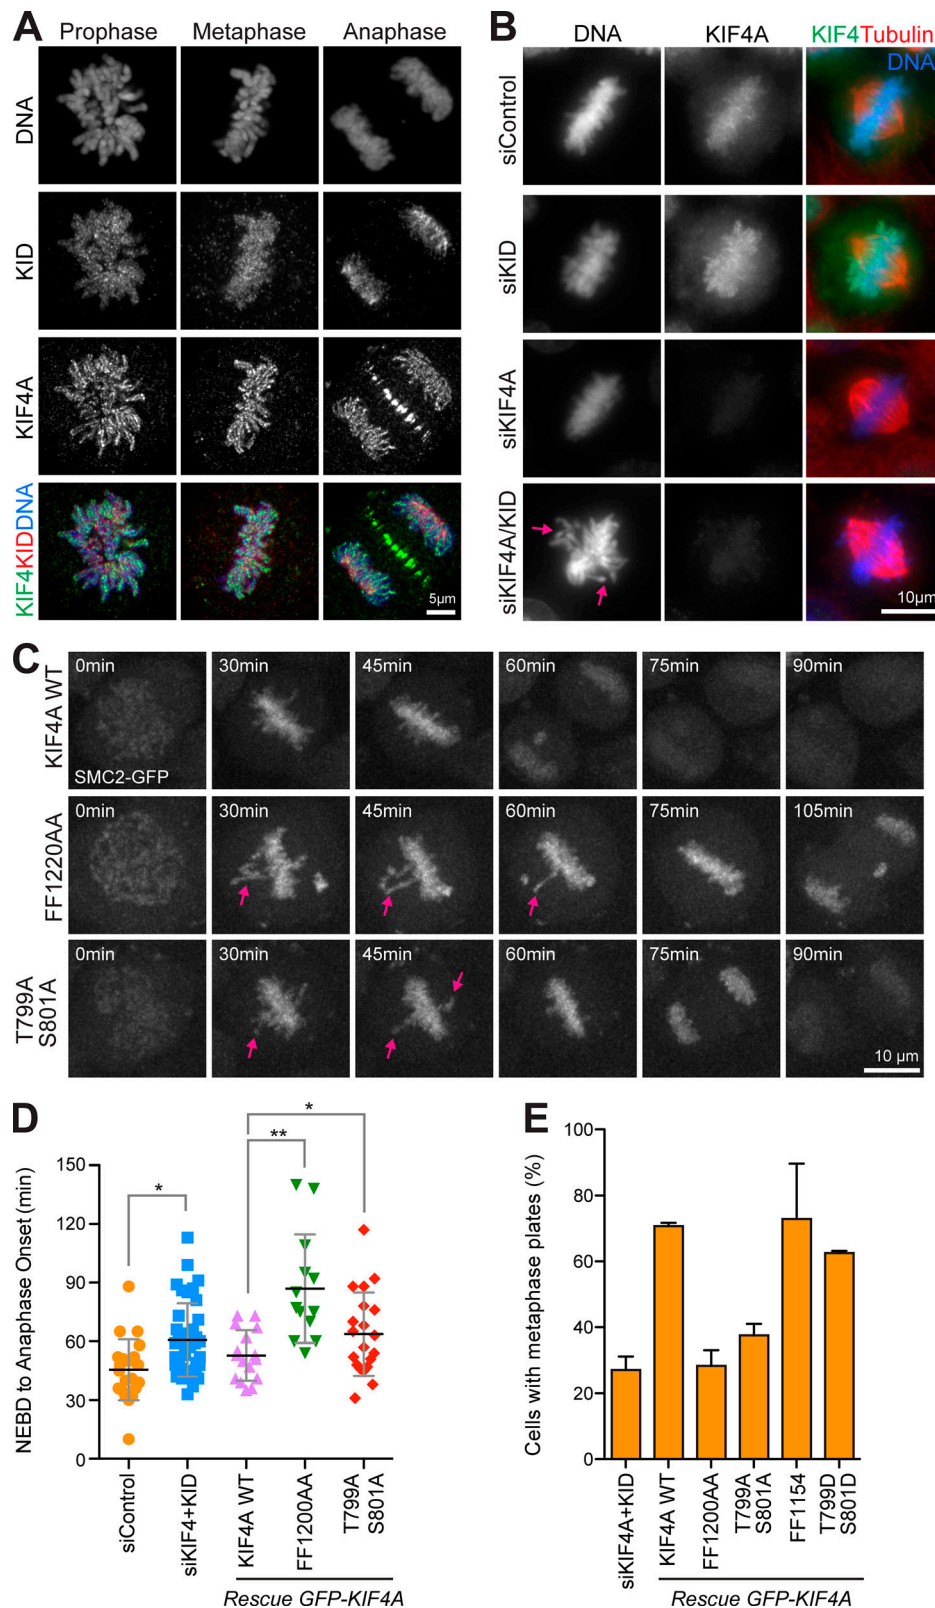 A
Prophase Metaphase Anaphase
DNA
KID
KIF4A
KIF4KIDDNA
5µm
B
DNA KIF4A KIF4Tubulin
DNA
siControl
siKID
siKIF4A
siKIF4A/KID
10µm
C
KIF4A WT
0min 30min 45min 60min 75min 90min
SMC2-GFP
FF1220AA
0min 30min 45min 60min 75min 105min
T799A
S801A
0min 30min 45min 60min 75min 90min
10 µm
D
NEBD to Anaphase Onset (min)
150
120
90
60
30
0
*
**
*
siControl
siKIF4+KID
KIF4A WT
FF1200AA
T799A
S801A
Rescue GFP-KIF4A
E
Cells with metaphase plates (%)
100
80
60
40
20
0
siKIF4A+KID
KIF4A WT
FF1200AA
T799A
S801A
FF1154
T799D
S801D
Rescue GFP-KIF4A